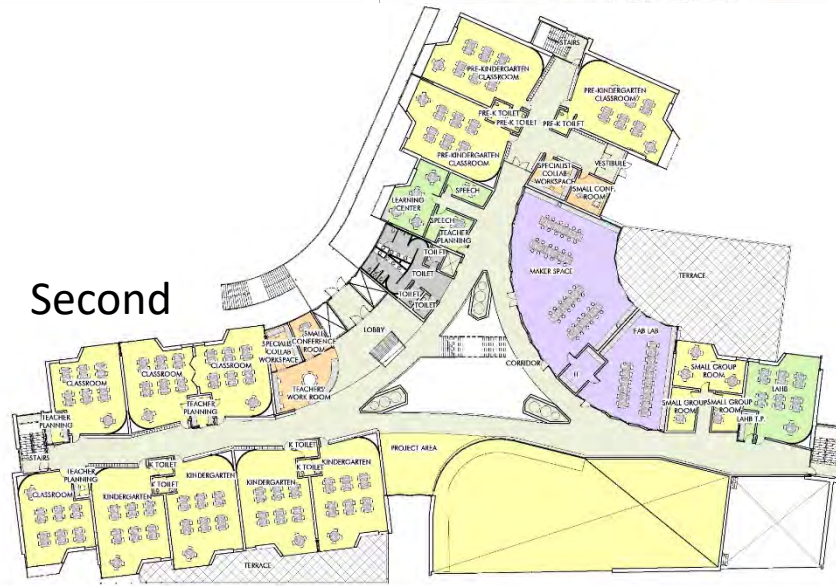 Second
STAIRS
PRE-KINDERGARTEN
CLASSROOM
PRE-KINDERGARTEN
CLASSROOM
PRE-K TOILET
PRE-K TOILET
PRE-K TOILET
PRE-KINDERGARTEN
CLASSROOM
SPECIALIST
COLLAB
WORKSPACE
VESTIBULE
SMALL CONF.
ROOM
LEARNING
CENTER
SPEECH
SPEECH
TEACHER
PLANNING
TOILET
TOILET
TOILET
TOILET
MAKER SPACE
TERRACE
FAB LAB
LOBBY
CORRIDOR
SPECIALIST
COLLAB
WORKSPACE
SMALL
CONFERENCE
ROOM
TEACHERS'
WORK ROOM
CLASSROOM
CLASSROOM
CLASSROOM
TEACHER
PLANNING
TEACHER
PLANNING
STAIRS
SMALL GROUP
ROOM
SMALL GROUP
ROOM
SMALL GROUP
ROOM
LAHB
LAHB T.P.
PROJECT AREA
TEACHER
PLANNING
K TOILET
K TOILET
K TOILET
K TOILET
CLASSROOM
KINDERGARTEN
KINDERGARTEN
KINDERGARTEN
KINDERGARTEN
TERRACE